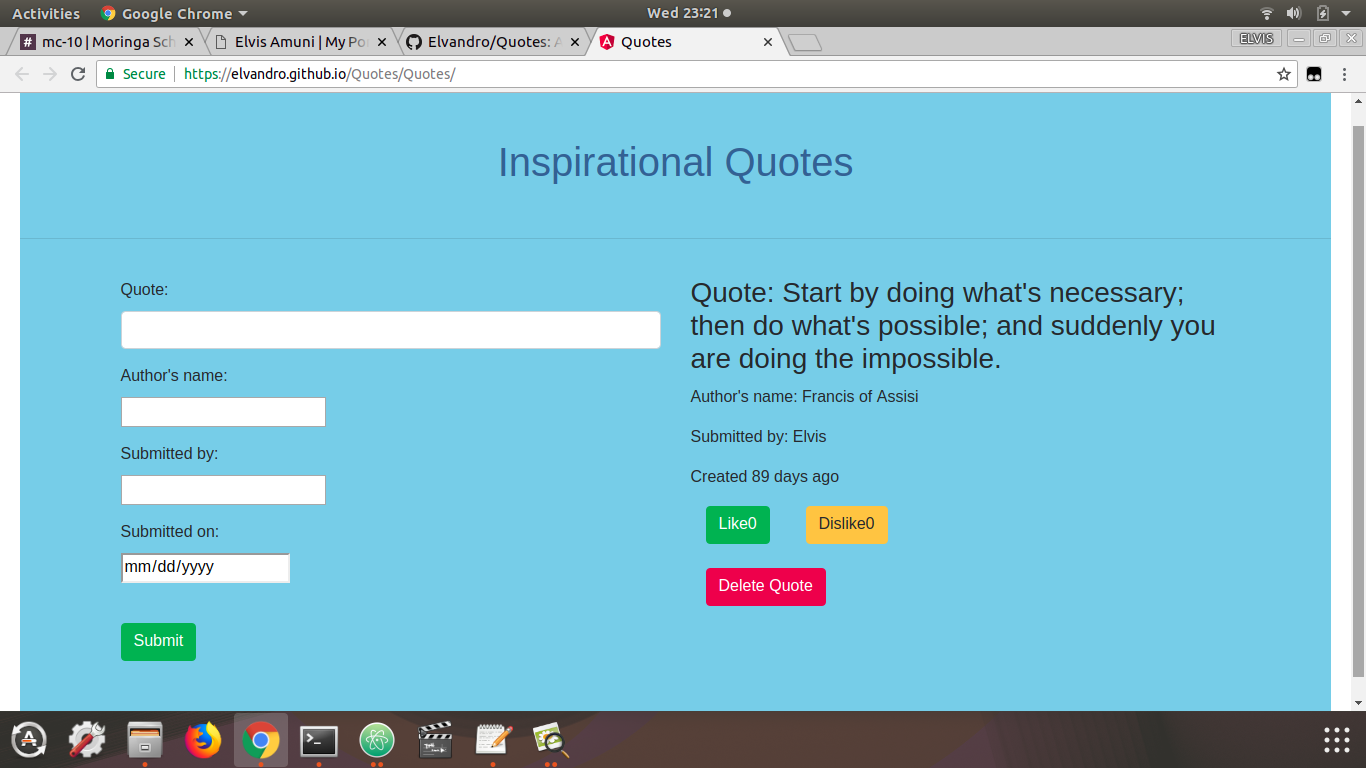 Activities Google Chrome Wed 23:21
mc-10 | Moringa Sch Elvis Amuni | My Po Elvandro/Quotes: A Quotes ELVIS
Secure https://elvandro.github.io/Quotes/Quotes/
Inspirational Quotes
Quote:
Author's name:
Submitted by:
Submitted on:
mm/dd/yyyy
Submit
Quote: Start by doing what's necessary;
then do what's possible; and suddenly you
are doing the impossible.
Author's name: Francis of Assisi
Submitted by: Elvis
Created 89 days ago
Like0 Dislike0
Delete Quote